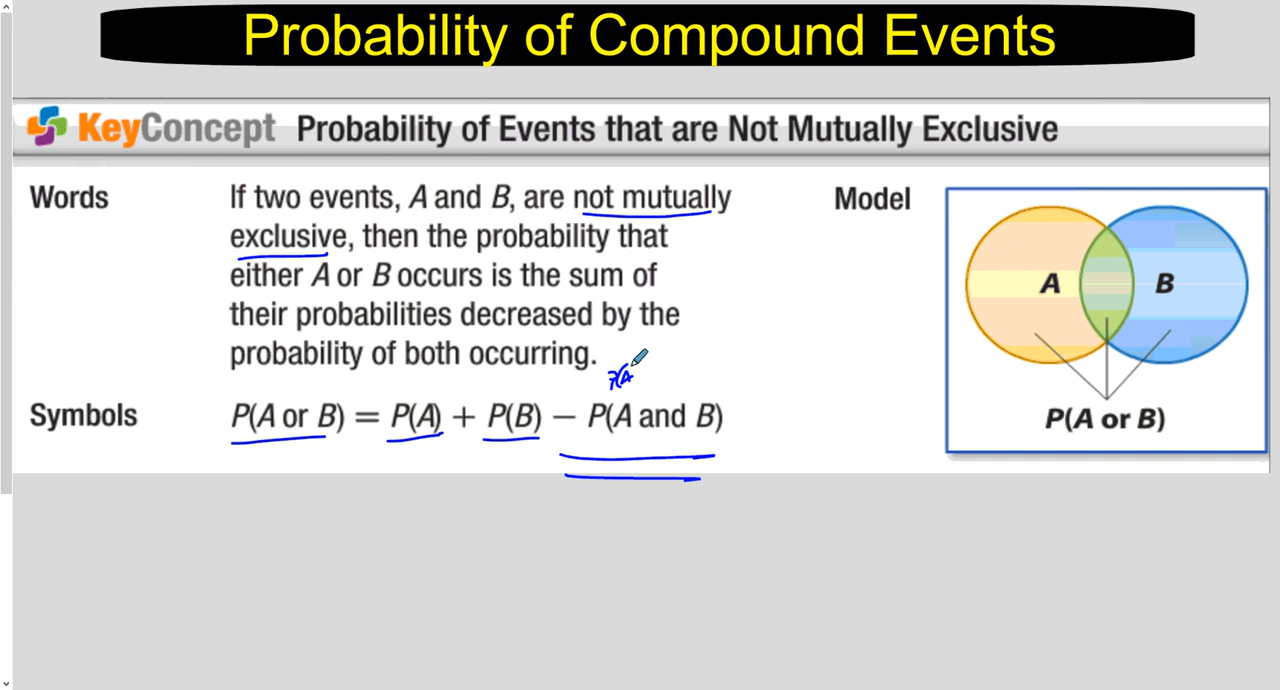 Probability of Compound Events
KeyConcept Probability of Events that are Not Mutually Exclusive
Words
If two events, A and B, are not mutually
exclusive, then the probability that
either A or B occurs is the sum of
their probabilities decreased by the
probability of both occurring.
P(A
Symbols
P(A or B) = P(A) + P(B) − P(A and B)
Model
A
B
P(A or B)